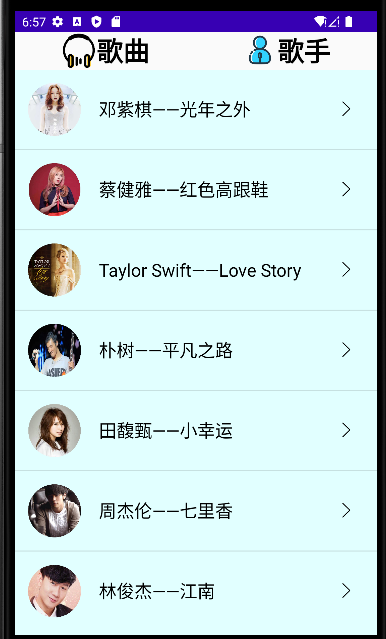 6:57
歌曲 歌手
邓紫棋——光年之外
蔡健雅——红色高跟鞋
Taylor Swift——Love Story
朴树——平凡之路
田馥甄——小幸运
周杰伦——七里香
林俊杰——江南